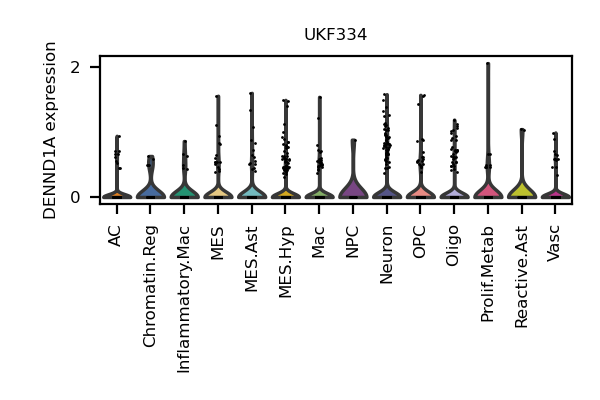 UKF334
DENND1A expression
2
0
AC
Chromatin.Reg
Inflammatory.Mac
MES
MES.Ast
MES.Hyp
Mac
NPC
Neuron
OPC
Oligo
Prolif.Metab
Reactive.Ast
Vasc